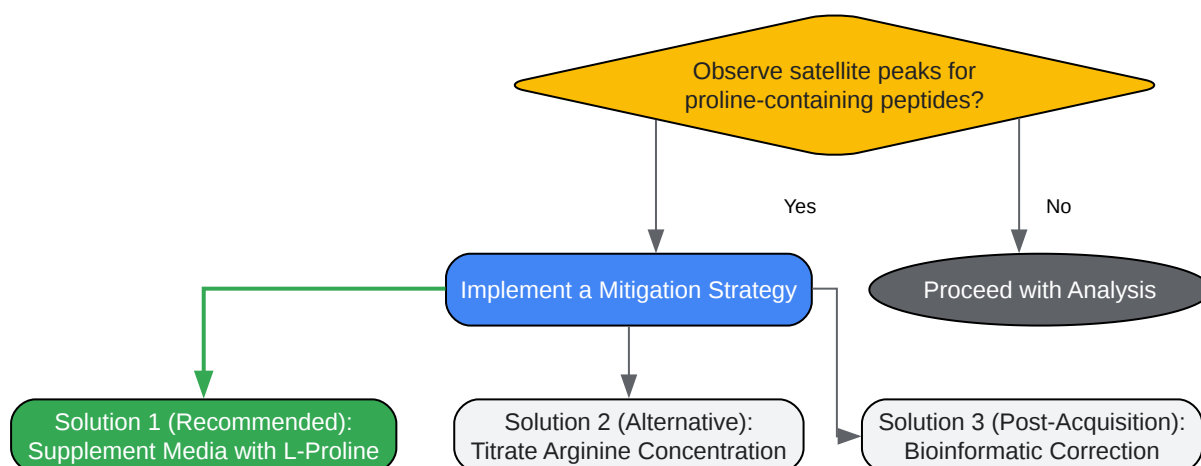 Observe satellite peaks for
proline-containing peptides?
Yes
No
Implement a Mitigation Strategy
Proceed with Analysis
Solution 1 (Recommended):
Supplement Media with L-Proline
Solution 2 (Alternative):
Titrate Arginine Concentration
Solution 3 (Post-Acquisition):
Bioinformatic Correction